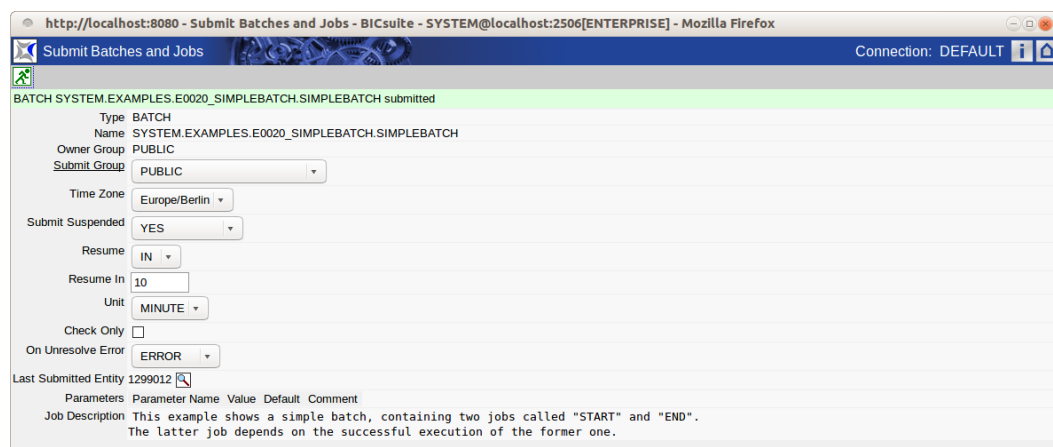 http://localhost:8080 - Submit Batches and Jobs - BICsuite - SYSTEM@localhost:2506[ENTERPRISE] - Mozilla Firefox
Submit Batches and Jobs Connection: DEFAULT
BATCH SYSTEM.EXAMPLES.E0020_SIMPLEBATCH.SIMPLEBATCH submitted
Type BATCH
Name SYSTEM.EXAMPLES.E0020_SIMPLEBATCH.SIMPLEBATCH
Owner Group PUBLIC
Submit Group PUBLIC
Time Zone Europe/Berlin
Submit Suspended YES
Resume IN
Resume In 10
Unit MINUTE
Check Only
On Unresolve Error ERROR
Last Submitted Entity 1299012
Parameters Parameter Name Value Default Comment
Job Description This example shows a simple batch, containing two jobs called "START" and "END".
The latter job depends on the successful execution of the former one.